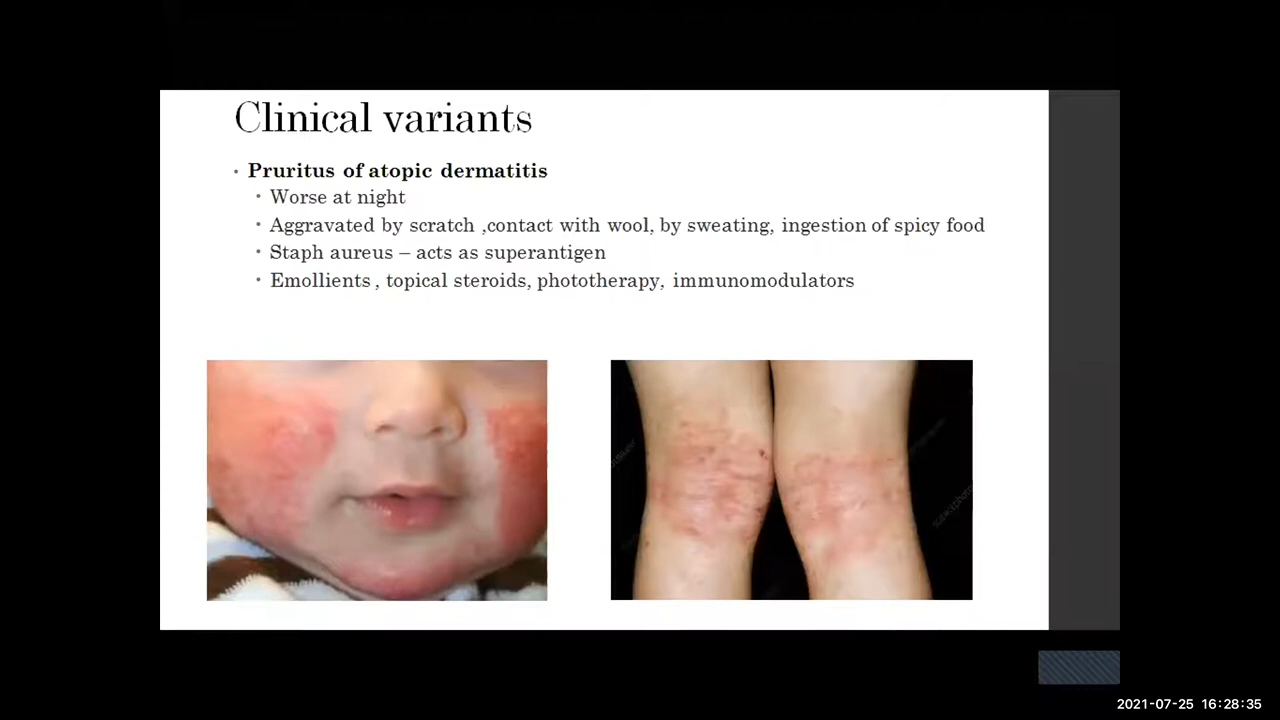 Clinical variants
• Pruritus of atopic dermatitis
• Worse at night
• Aggravated by scratch ,contact with wool, by sweating, ingestion of spicy food
• Staph aureus – acts as superantigen
• Emollients , topical steroids, phototherapy, immunomodulators
2021-07-25 16:28:35